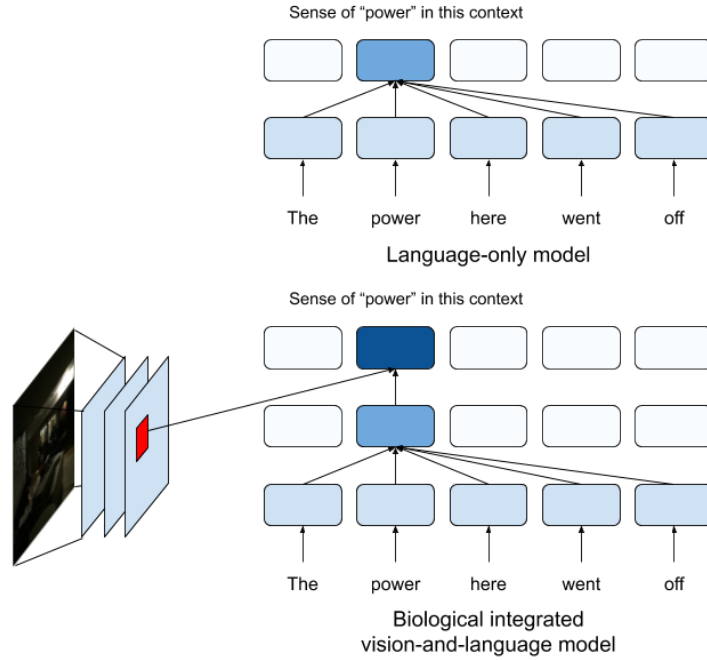 Sense of “power” in this context
The power here went off
Language-only model
Sense of “power” in this context
The power here went off
Biological integrated
vision-and-language model